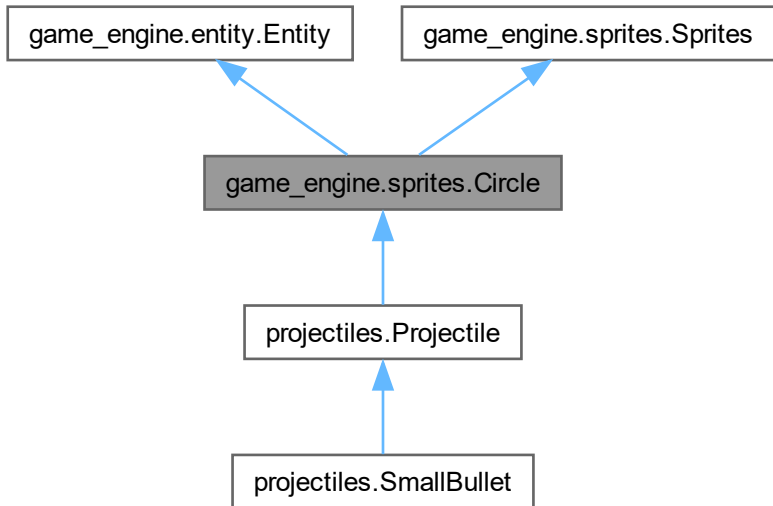 game_engine.entity.Entity
game_engine.sprites.Sprites
game_engine.sprites.Circle
projectiles.Projectile
projectiles.SmallBullet